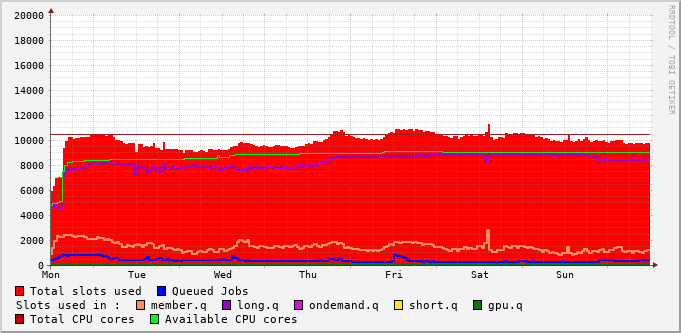 20000
18000
16000
14000
12000
10000
8000
6000
4000
2000
0
Mon Tue Wed Thu Fri Sat Sun
RRDTOOL / TOBI OETIKER
Total slots used Queued Jobs
Slots used in : member.q long.q ondemand.q short.q gpu.q
Total CPU cores Available CPU cores